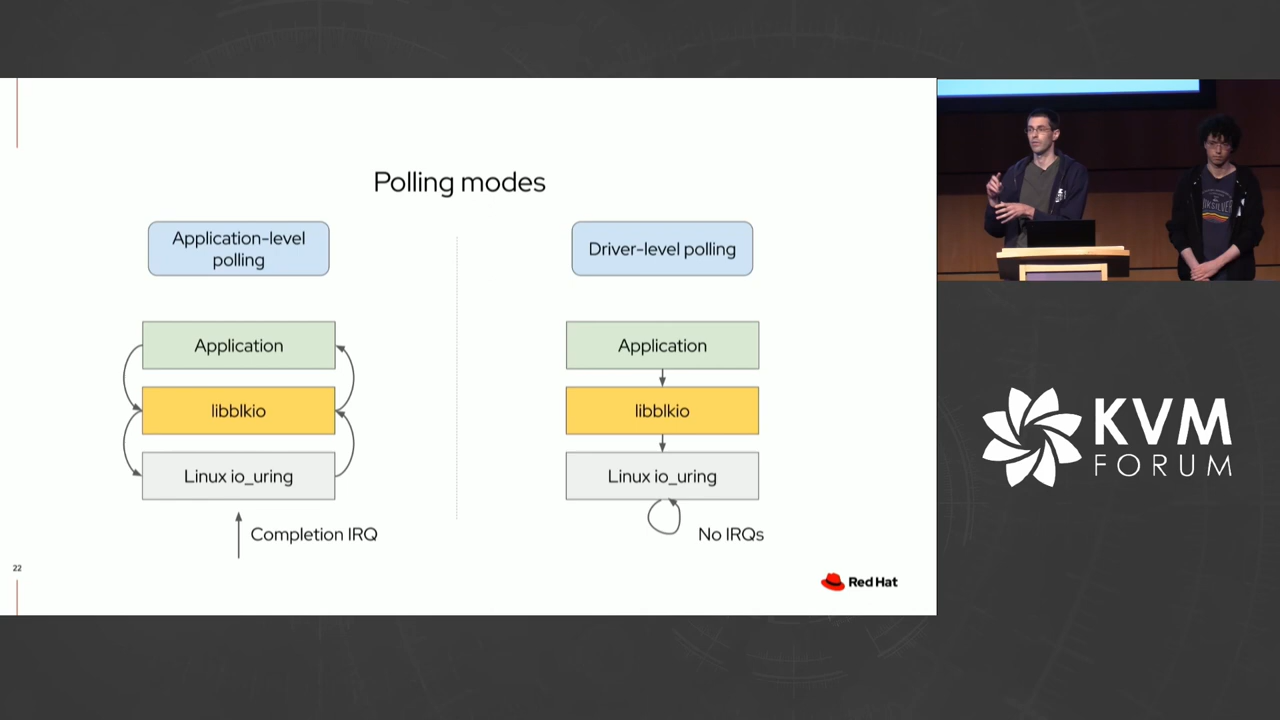 Polling modes
Application-level
polling
Application
libblkio
Linux io_uring
Completion IRQ
Driver-level polling
Application
libblkio
Linux io_uring
No IRQs
22
Red Hat
KVM
FORUM